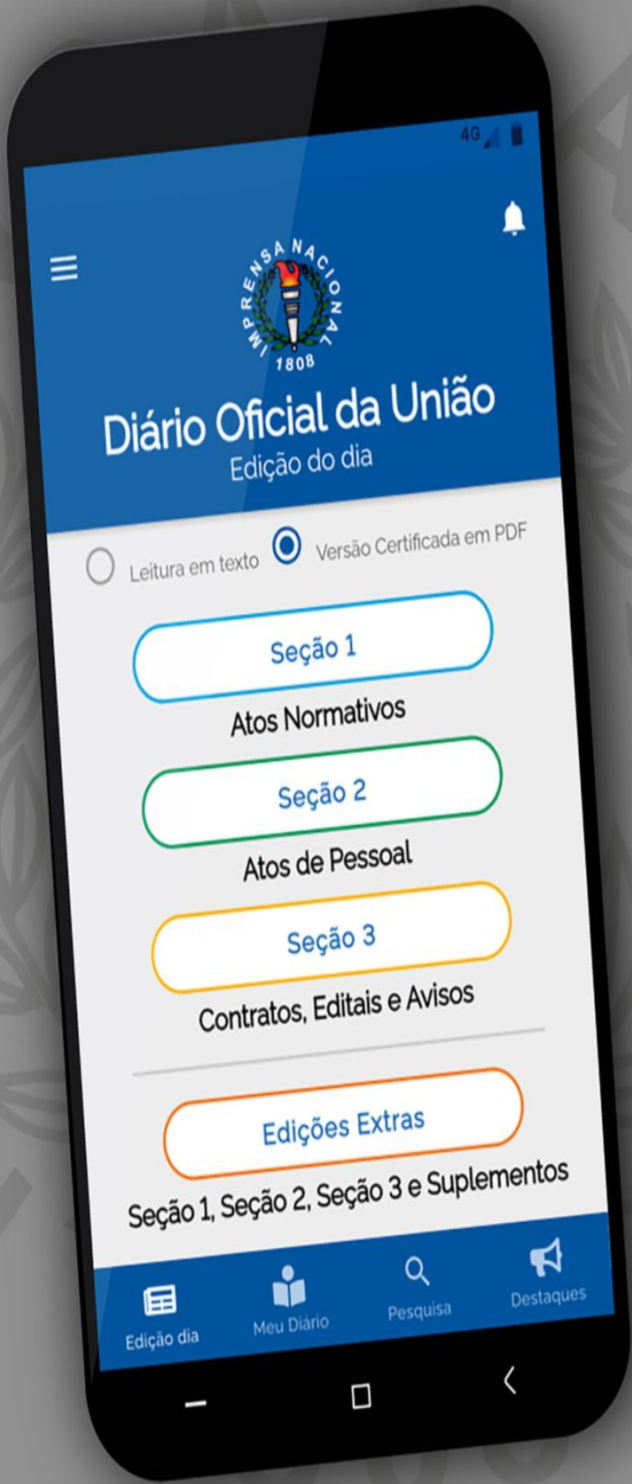 4G
IMPRENSA NACIONAL
1808
Diário Oficial da União
Edição do dia
Leitura em texto Versão Certificada em PDF
Seção 1
Atos Normativos
Seção 2
Atos de Pessoal
Seção 3
Contratos, Editais e Avisos
Edições Extras
Seção 1, Seção 2, Seção 3 e Suplementos
Edição dia Meu Diário Pesquisa Destaques